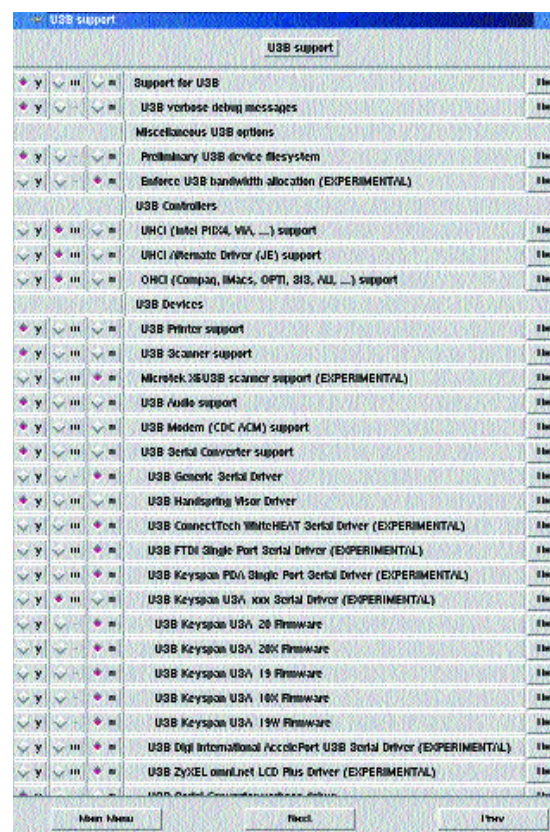 USB support
USB support
y m n Support for USB
y m n USB verbose debug messages
Miscellaneous USB options
y - n Preliminary USB device filesystem
y - n Enforce USB bandwidth allocation (EXPERIMENTAL)
USB Controllers
y m n UHCI (Intel PIIX4, VIA, ...) support
y m n UHCI Alternate Driver (JE) support
y m n OHCI (Compaq, iMacs, OPTi, SiS, ALi, ...) support
USB Devices
y m n USB Printer support
y m n USB Scanner support
y m n Microtek X6USB scanner support (EXPERIMENTAL)
y m n USB Audio support
y m n USB Modem (CDC ACM) support
y m n USB Serial Converter support
y - n USB Generic Serial Driver
y m n USB Handspring Visor Driver
y m n USB ConnectTech WhiteHEAT Serial Driver (EXPERIMENTAL)
y m n USB FTDI Single Port Serial Driver (EXPERIMENTAL)
y m n USB Keyspan PDA Single Port Serial Driver (EXPERIMENTAL)
y m n USB Keyspan USA-xxx Serial Driver (EXPERIMENTAL)
y - n USB Keyspan USA-28 Firmware
y - n USB Keyspan USA-28X Firmware
y - n USB Keyspan USA-19 Firmware
y - n USB Keyspan USA-18X Firmware
y - n USB Keyspan USA-19W Firmware
y m n USB Digi International AccelePort USB Serial Driver (EXPERIMENTAL)
y m n USB ZyXEL omni.net LCD Plus Driver (EXPERIMENTAL)
Main Menu Next Prev